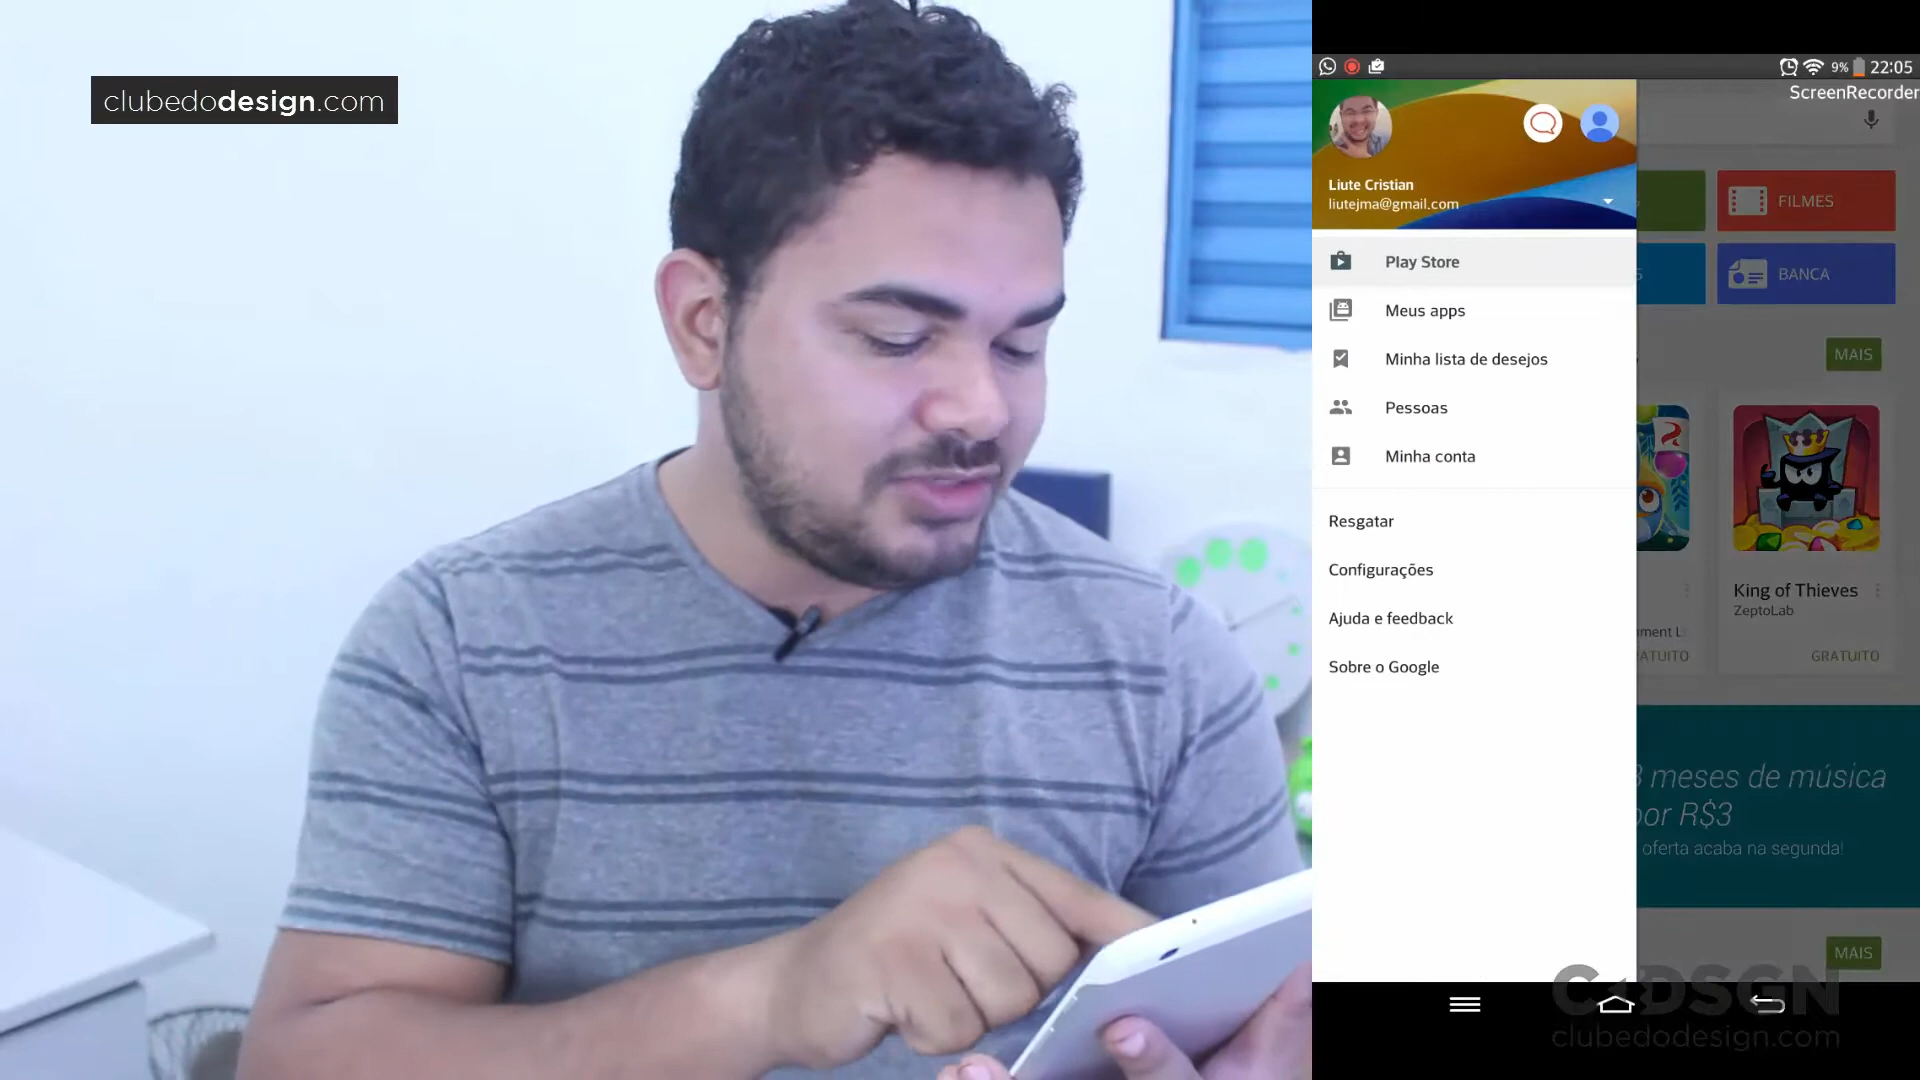 clubedodesign.com
9% 22:05
ScreenRecorder
Liute Cristian
liutejma@gmail.com
Play Store
Meus apps
Minha lista de desejos
Pessoas
Minha conta
Resgatar
Configurações
Ajuda e feedback
Sobre o Google
FILMES
BANCA
MAIS
King of Thieves
ZeptoLab
GRATUITO
3 meses de música
por R$3
oferta acaba na segunda!
MAIS
clubedodesign.com